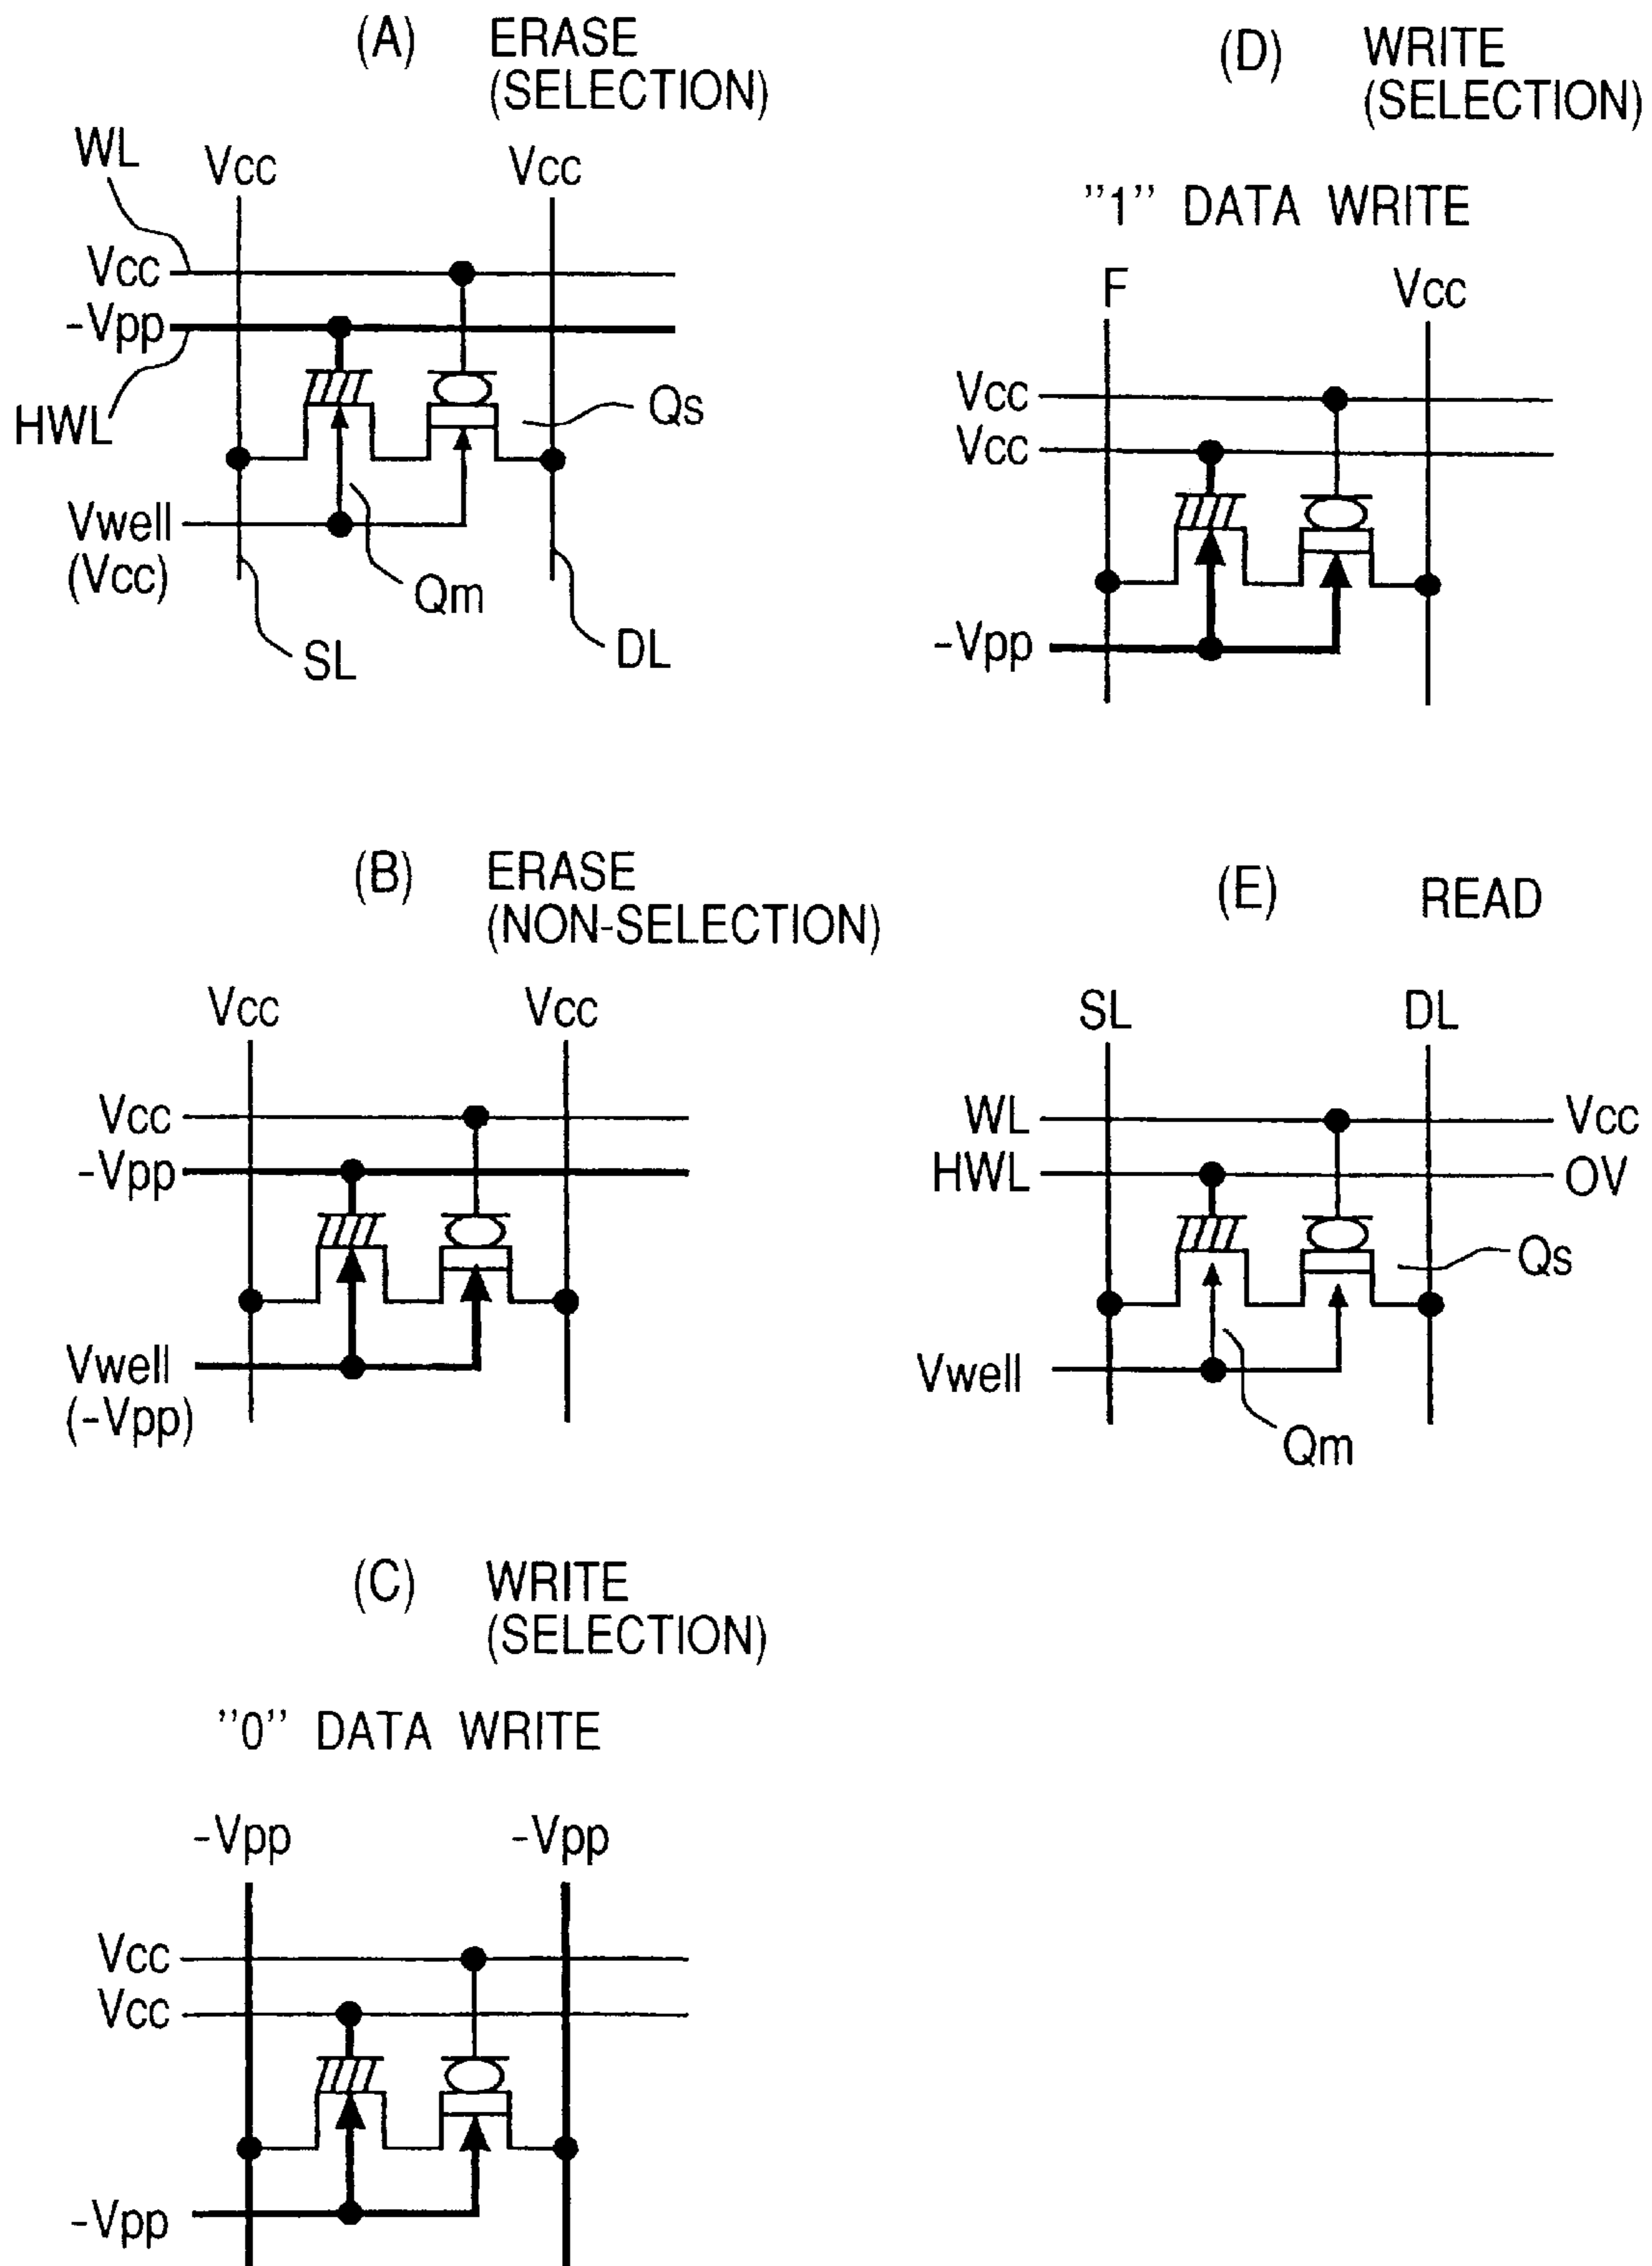 (A) ERASE
(SELECTION)
WL
Vcc Vcc
Vcc
-Vpp
HWL
Qs
Vwell
(Vcc)
Qm
SL
DL
(B) ERASE
(NON-SELECTION)
Vcc Vcc
Vcc
-Vpp
Vwell
(-Vpp)
(C) WRITE
(SELECTION)
"0" DATA WRITE
-Vpp -Vpp
Vcc
Vcc
-Vpp
(D) WRITE
(SELECTION)
"1" DATA WRITE
F Vcc
Vcc
Vcc
-Vpp
(E) READ
SL DL
WL Vcc
HWL OV
Qs
Vwell
Qm